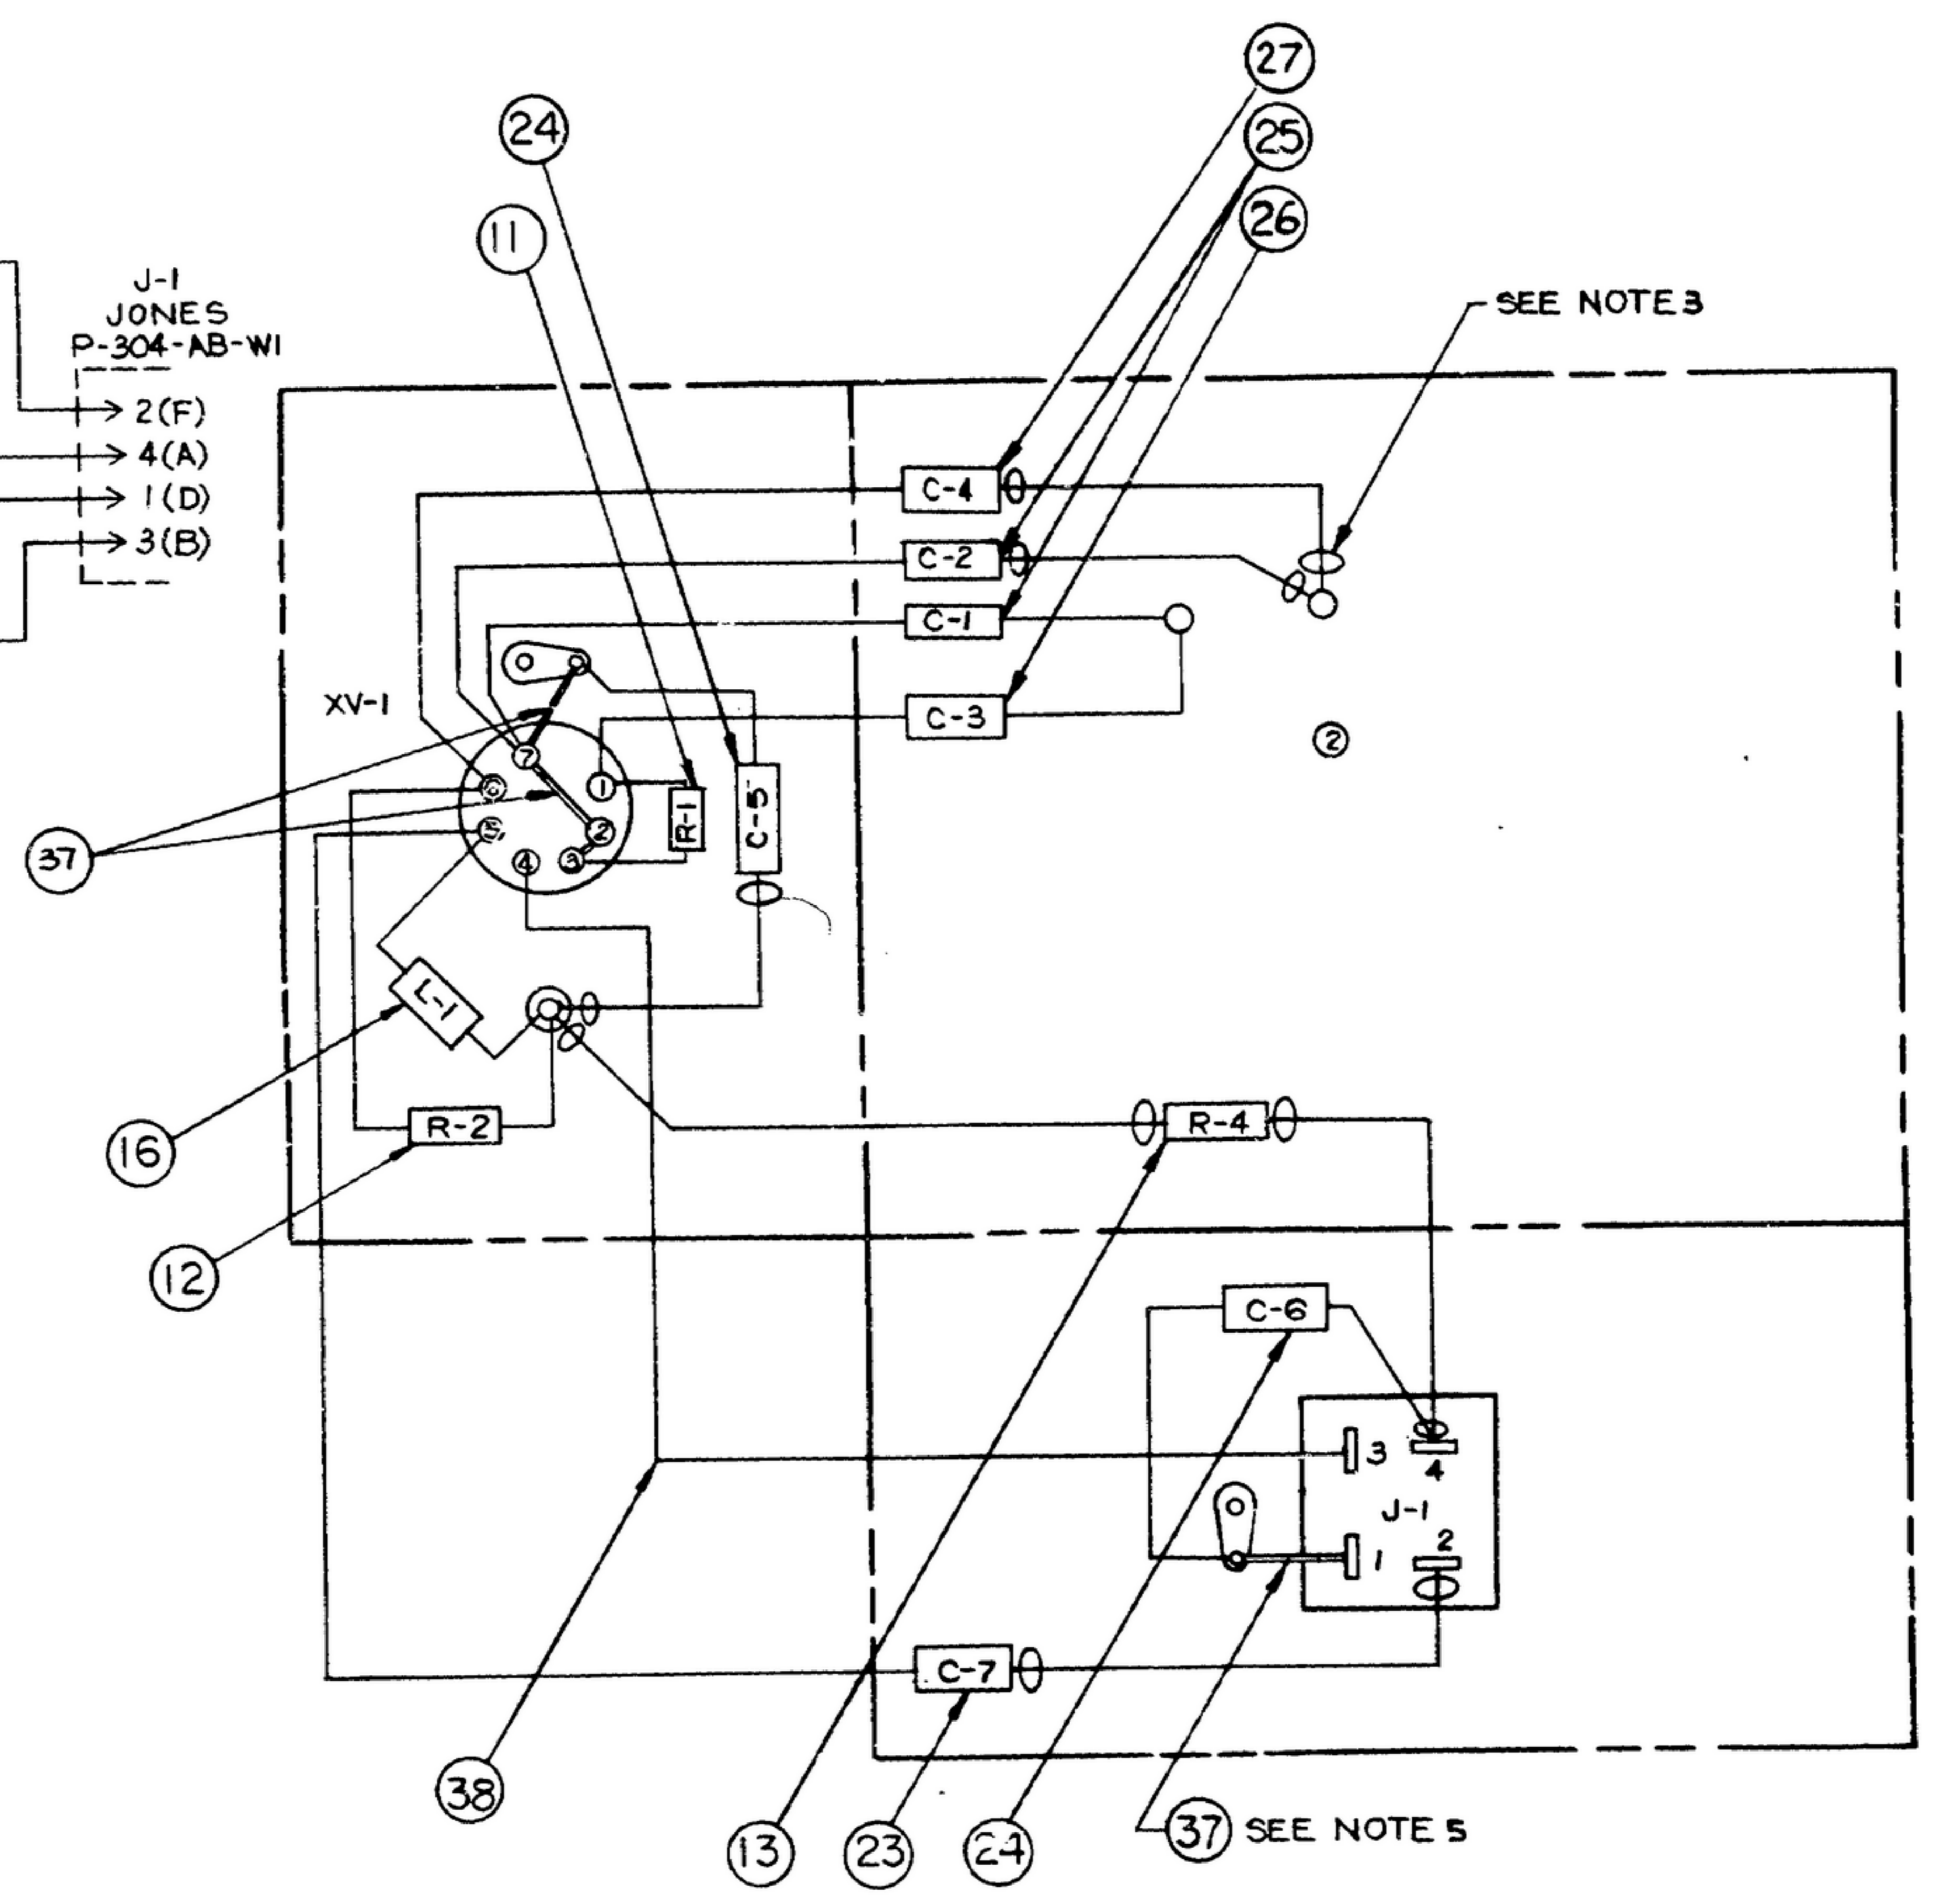 27
24
25
11
26
J-1
JONES
P-304-AB-W1
SEE NOTE 3
2(F)
4(A)
1(D)
3(B)
C-4
C-2
C-1
XV-1
C-3
2
7
6
1
R-1
C-5
5
2
37
4
3
L-1
R-4
R-2
16
12
C-6
3
4
J-1
2
1
C-7
38
13
23
24
37 SEE NOTE 5